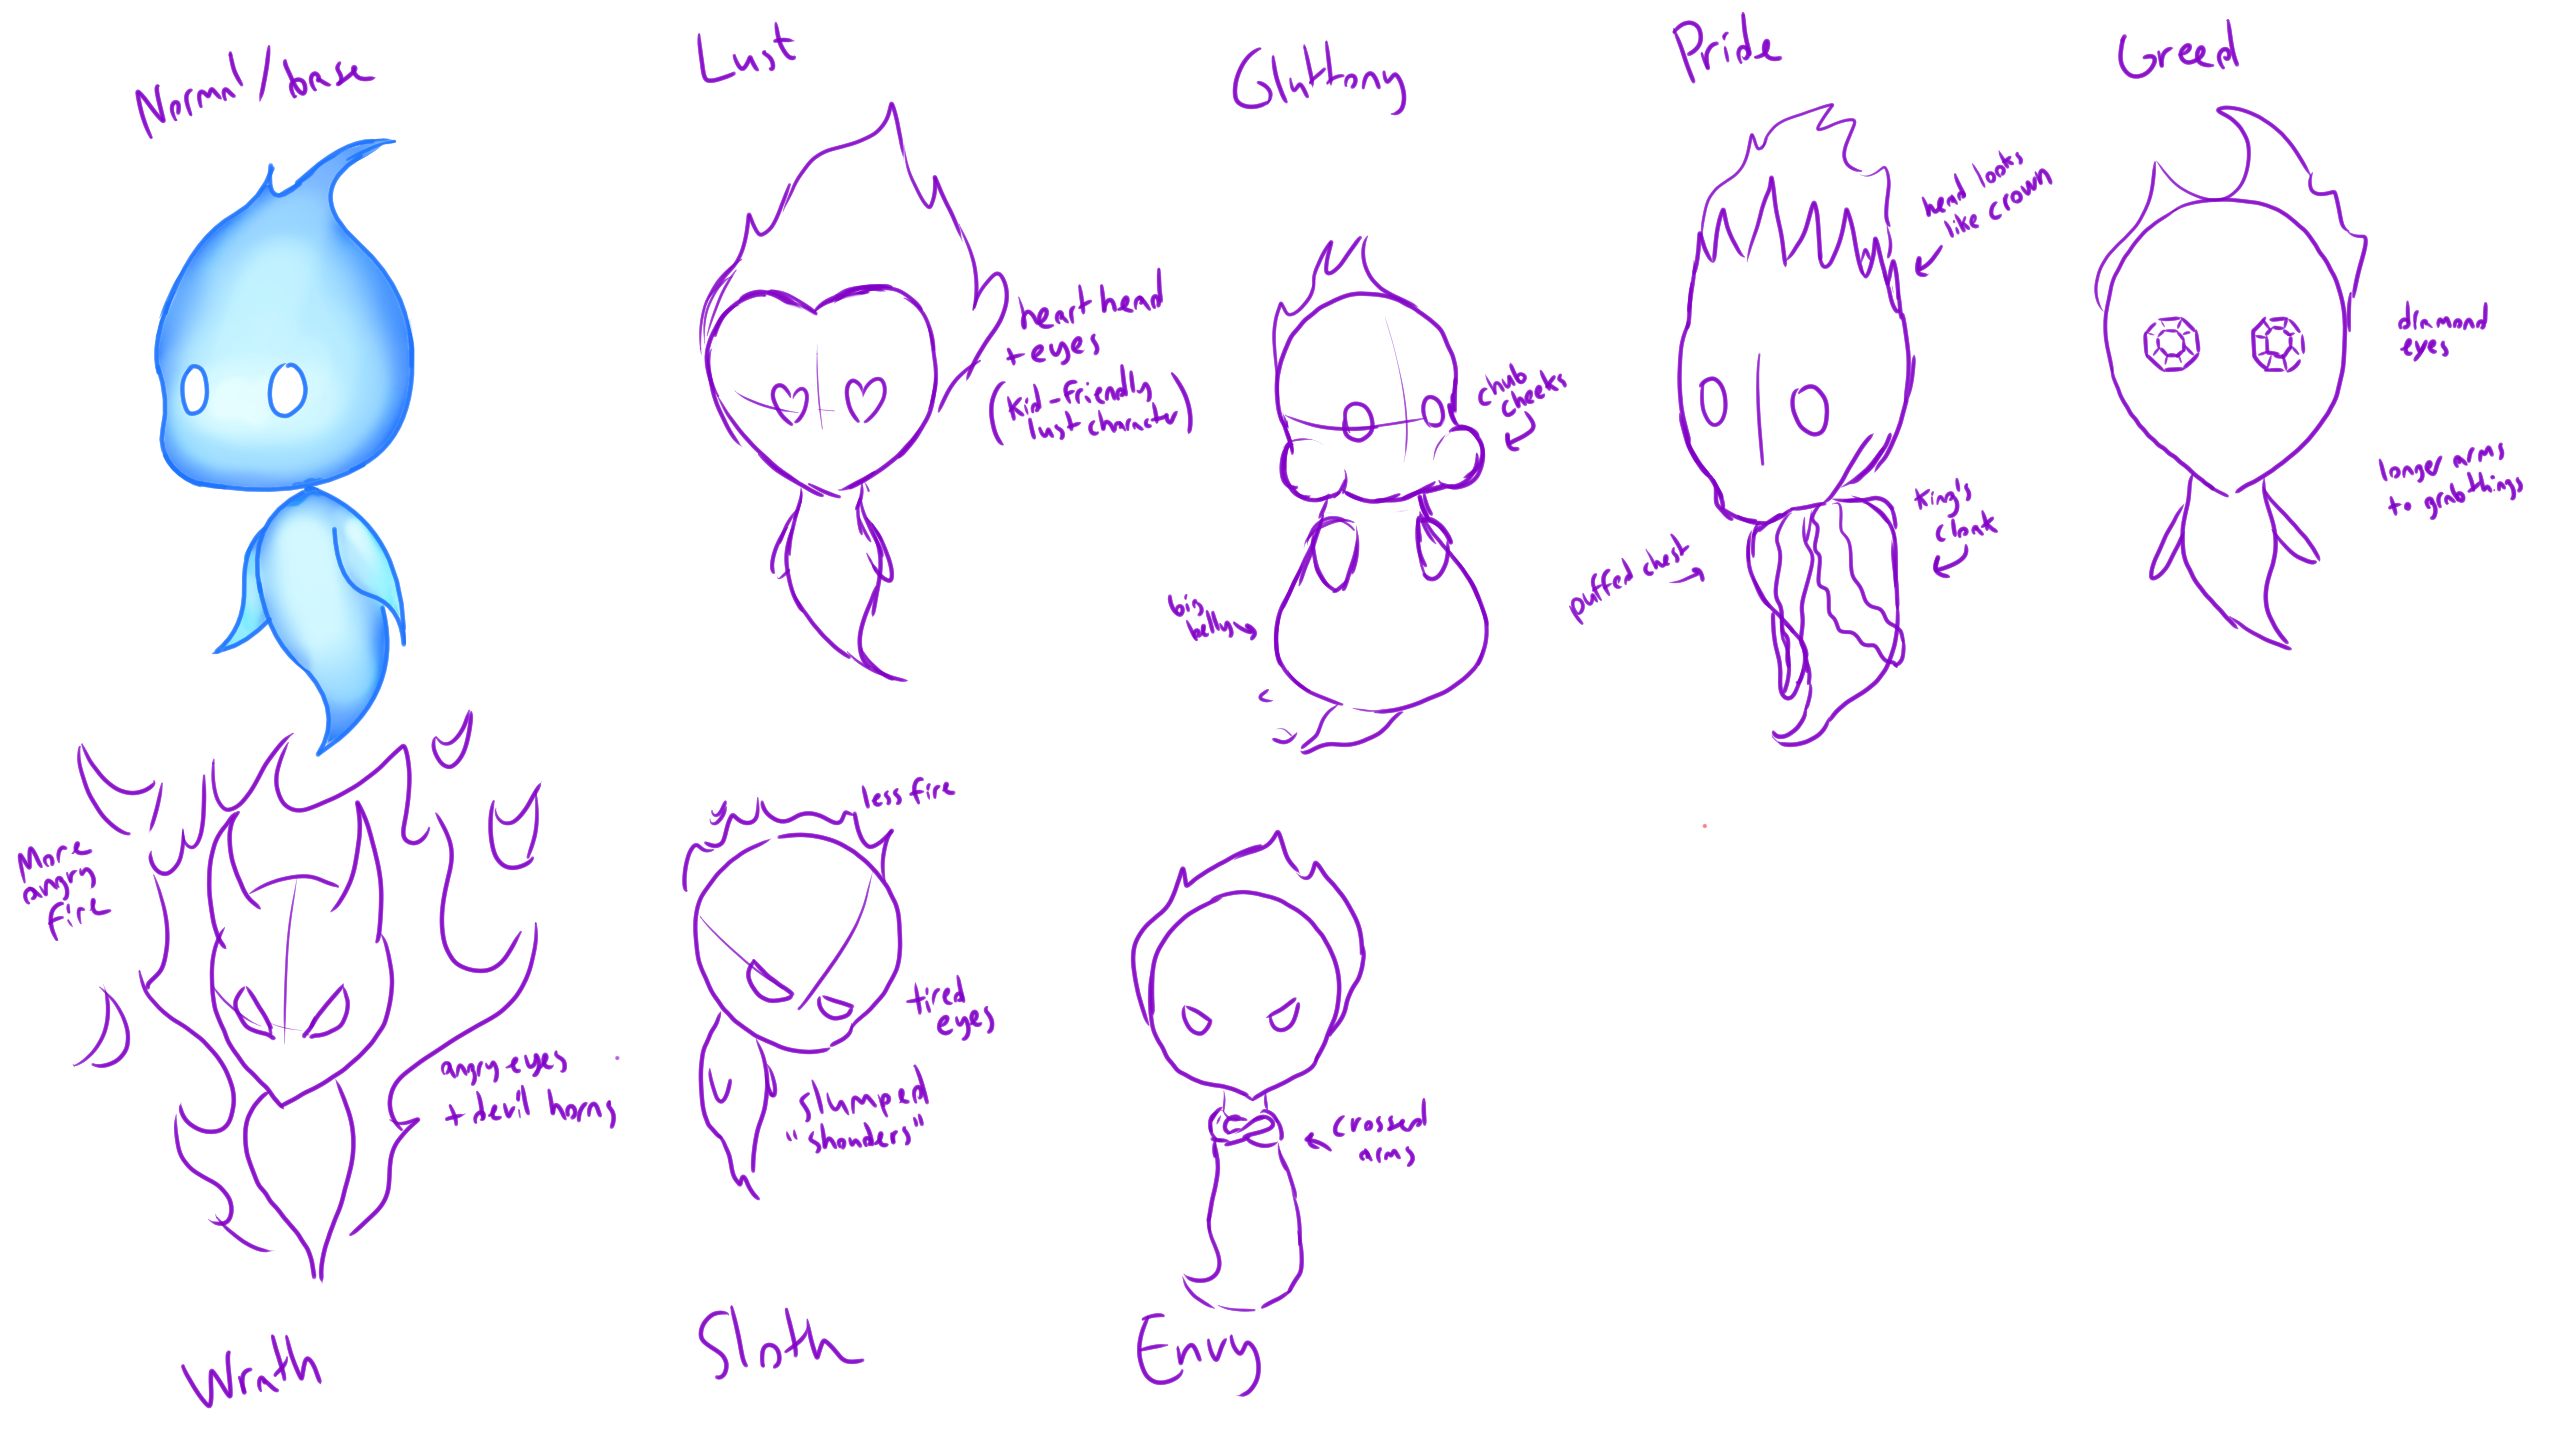 Normal/base
Lust
Gluttony
Pride
Greed
heart head
+ eyes
(kid-friendly
lust character)
chub
cheeks
big
belly
head looks
like crown
puffed chest
King's
cloak
diamond
eyes
longer arms
to grab things
More
angry
fire
angry eyes
+ devil horns
Wrath
less fire
tired
eyes
slumped
"shoulders"
Sloth
crossed
arms
Envy